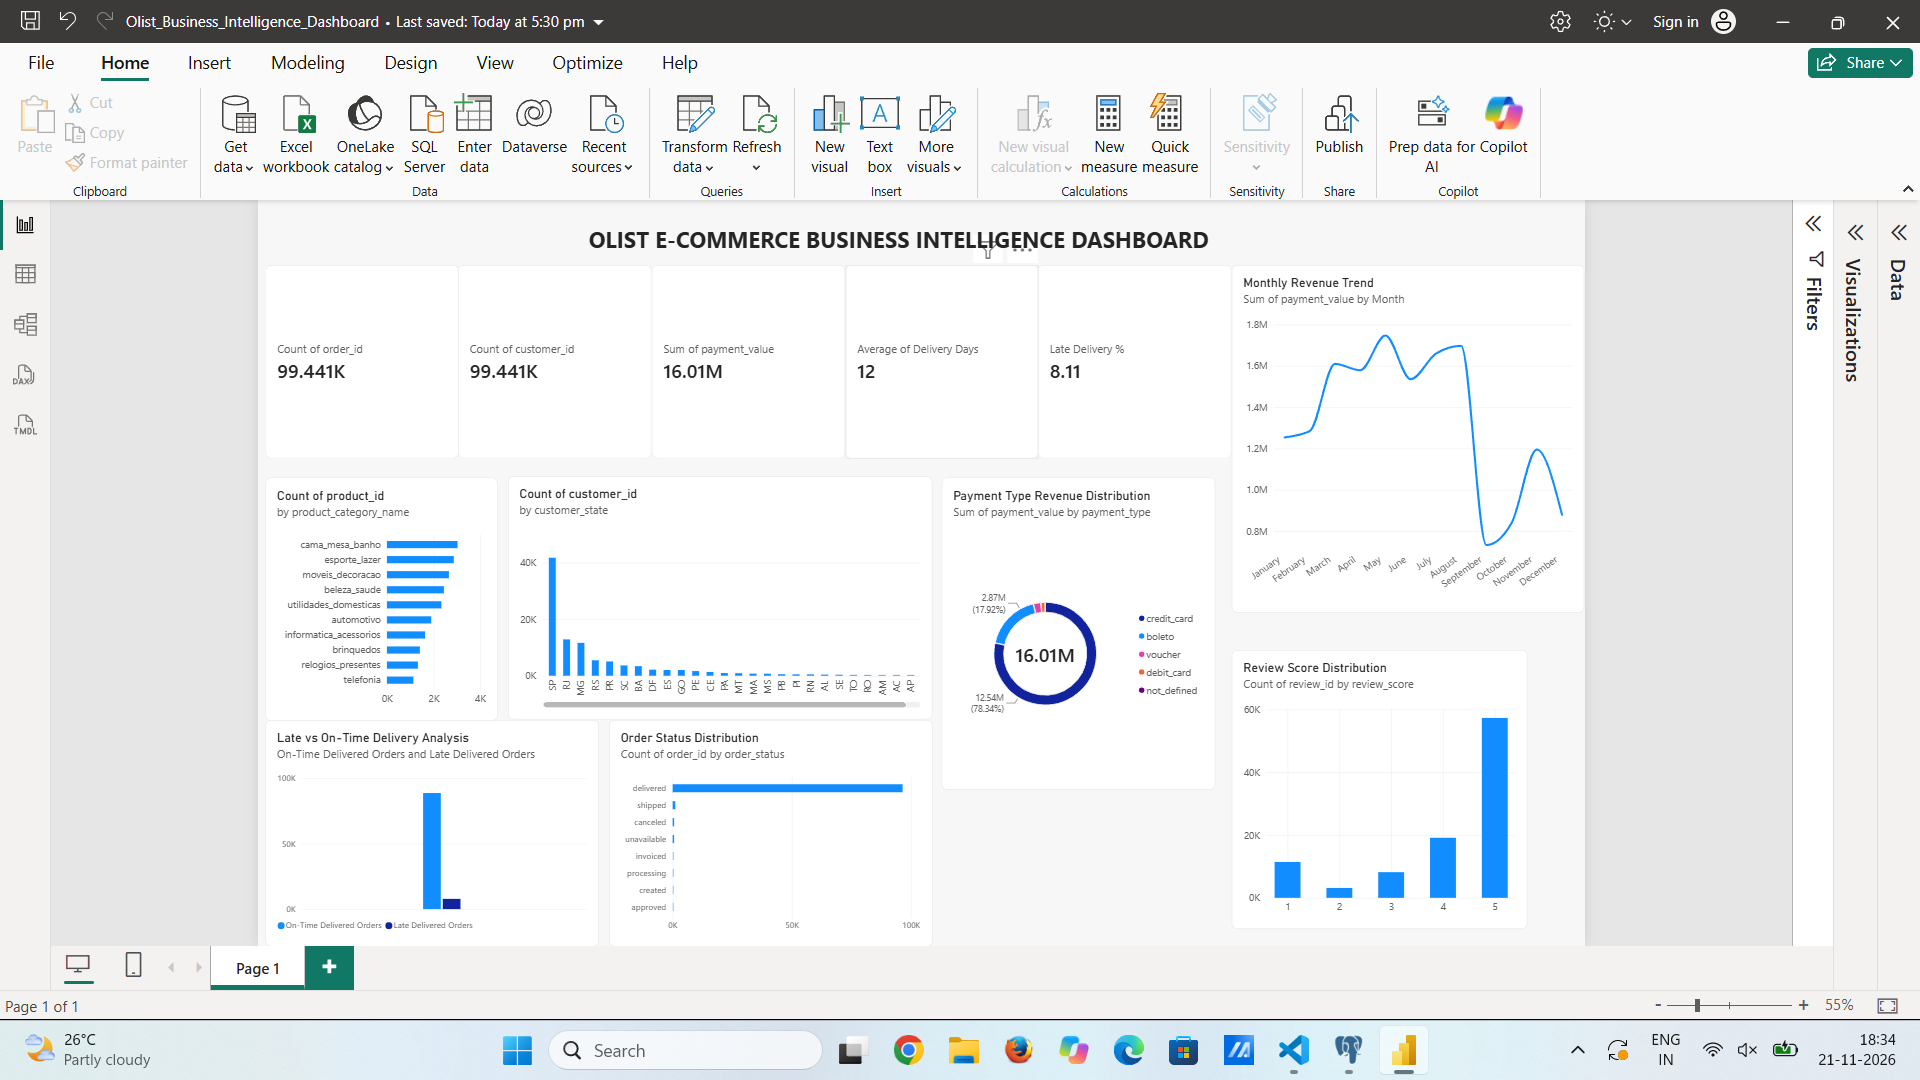 Olist_Business_Intelligence_Dashboard • Last saved: Today at 5:30 pm
Sign in
File Home Insert Modeling Design View Optimize Help
Share
Paste
Cut
Copy
Format painter
Clipboard
Get data
Excel workbook
OneLake catalog
SQL Server
Enter data
Dataverse
Recent sources
Data
Transform data
Refresh
Queries
New visual
Text box
More visuals
Insert
New visual calculation
New measure
Quick measure
Calculations
Sensitivity
Sensitivity
Publish
Share
Prep data for AI
Copilot
Copilot
DAX
TMDL
OLIST E-COMMERCE BUSINESS INTELLIGENCE DASHBOARD
Count of order_id
99.441K
Count of customer_id
99.441K
Sum of payment_value
16.01M
Average of Delivery Days
12
Late Delivery %
8.11
Monthly Revenue Trend
Sum of payment_value by Month
1.8M
1.6M
1.4M
1.2M
1.0M
0.8M
January February March April May June July August September October November December
Count of product_id
by product_category_name
cama_mesa_banho
esporte_lazer
moveis_decoracao
beleza_saude
utilidades_domesticas
automotivo
informatica_acessorios
brinquedos
relogios_presentes
telefonia
0K 2K 4K
Count of customer_id
by customer_state
40K
20K
0K
SP RJ MG RS PR SC BA DF ES GO PE CE PA MT MA MS PB PI RN AL SE TO RO AM AC AP
Payment Type Revenue Distribution
Sum of payment_value by payment_type
2.87M
(17.92%)
16.01M
12.54M
(78.34%)
credit_card
boleto
voucher
debit_card
not_defined
Review Score Distribution
Count of review_id by review_score
60K
40K
20K
0K
1 2 3 4 5
Late vs On-Time Delivery Analysis
On-Time Delivered Orders and Late Delivered Orders
100K
50K
0K
On-Time Delivered Orders Late Delivered Orders
Order Status Distribution
Count of order_id by order_status
delivered
shipped
canceled
unavailable
invoiced
processing
created
approved
0K 50K 100K
Filters
Visualizations
Data
Page 1
Page 1 of 1
- + 55%
26°C
Partly cloudy
Search
ENG
IN
18:34
21-11-2026